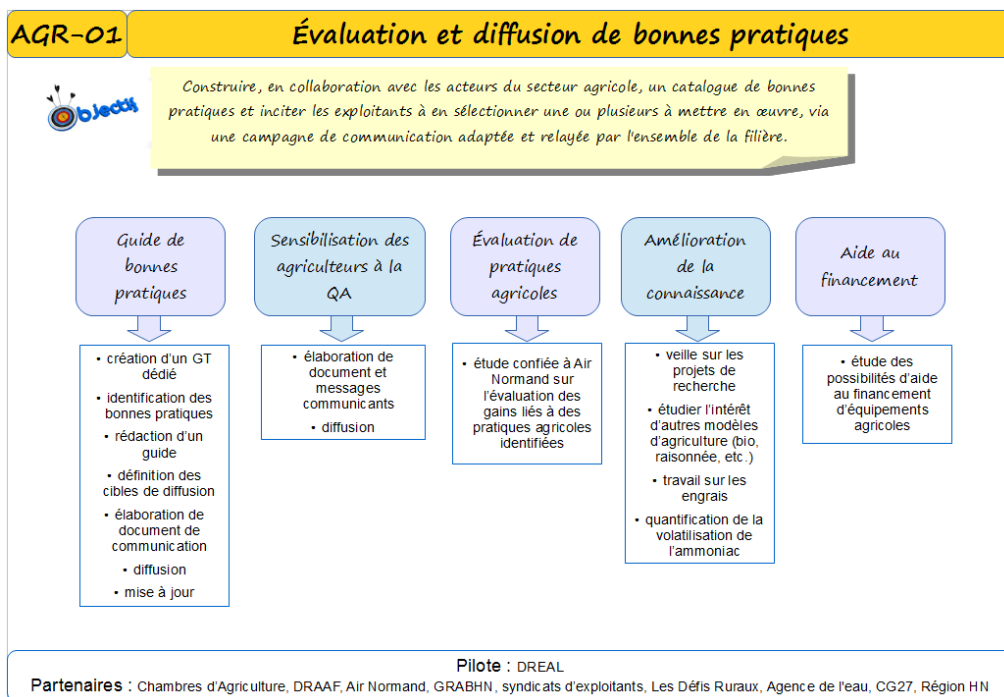 AGR-01
Évaluation et diffusion de bonnes pratiques
Objectif
Construire, en collaboration avec les acteurs du secteur agricole, un catalogue de bonnes
pratiques et inciter les exploitants à en sélectionner une ou plusieurs à mettre en œuvre, via
une campagne de communication adaptée et relayée par l'ensemble de la filière.
Guide de
bonnes
pratiques
• création d'un GT
dédié
• identification des
bonnes pratiques
• rédaction d'un
guide
• définition des
cibles de diffusion
• élaboration de
document de
communication
• diffusion
• mise à jour
Sensibilisation des
agriculteurs à la
QA
• élaboration de
document et
messages
communicants
• diffusion
Évaluation de
pratiques
agricoles
• étude confiée à Air
Normand sur
l'évaluation des
gains liés à des
pratiques agricoles
identifiées
Amélioration
de la
connaissance
• veille sur les
projets de
recherche
• étudier l'intérêt
d'autres modèles
d'agriculture (bio,
raisonnée, etc.)
• travail sur les
engrais
• quantification de la
volatilisation de
l'ammoniac
Aide au
financement
• étude des
possibilités d'aide
au financement
d'équipements
agricoles
Pilote : DREAL
Partenaires : Chambres d'Agriculture, DRAAF, Air Normand, GRABHN, syndicats d'exploitants, Les Défis Ruraux, Agence de l'eau, CG27, Région HN